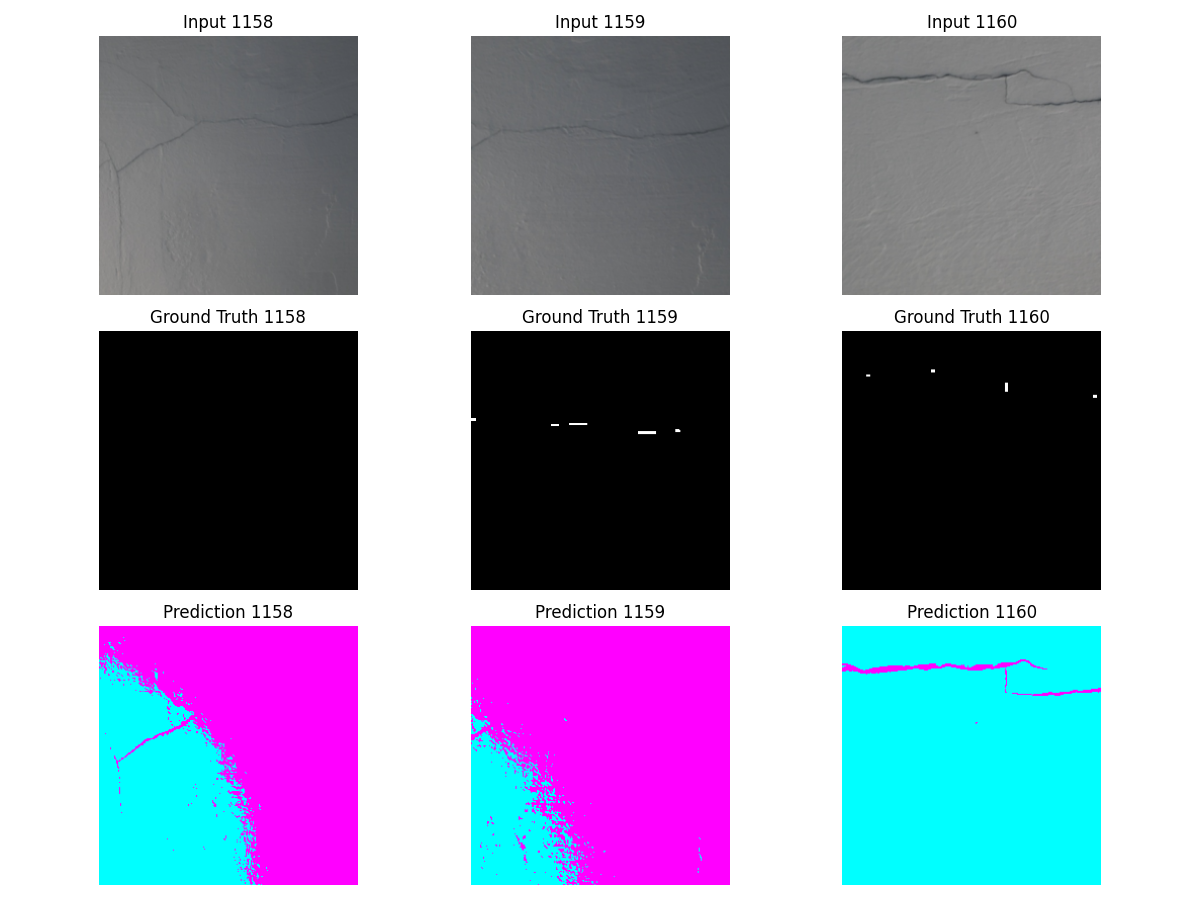 Input 1158
Input 1159
Input 1160
Ground Truth 1158
Ground Truth 1159
Ground Truth 1160
Prediction 1158
Prediction 1159
Prediction 1160